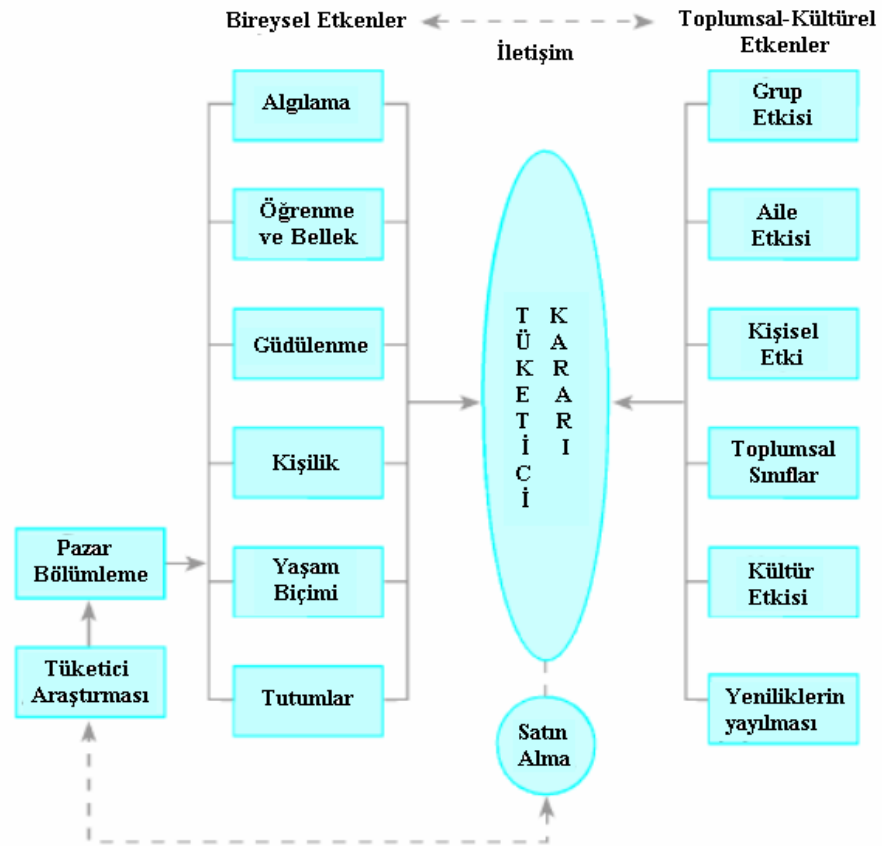 Bireysel Etkenler
İletişim
Toplumsal-Kültürel
Etkenler
Algılama
Öğrenme
ve Bellek
Güdülenme
Kişilik
Yaşam
Biçimi
Tutumlar
Pazar
Bölümleme
Tüketici
Araştırması
TÜKETİCİ
KARARI
Satın
Alma
Grup
Etkisi
Aile
Etkisi
Kişisel
Etki
Toplumsal
Sınıflar
Kültür
Etkisi
Yeniliklerin
yayılması